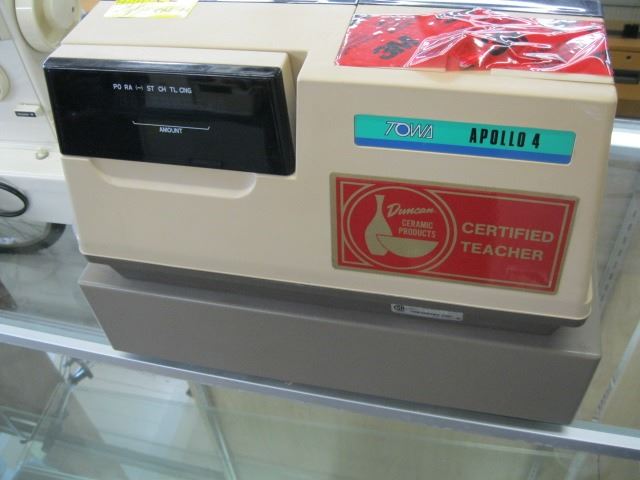 PO RA (-) ST CH TL CNG
AMOUNT
TOWA APOLLO 4
Duncan
CERAMIC
PRODUCTS
CERTIFIED
TEACHER